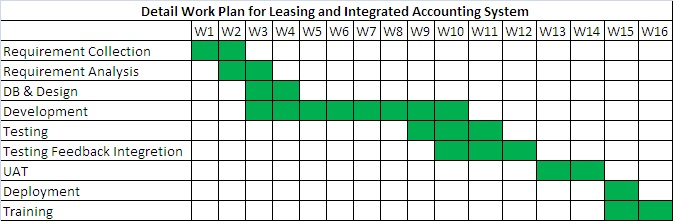 Detail Work Plan for Leasing and Integrated Accounting System
W1 W2 W3 W4 W5 W6 W7 W8 W9 W10 W11 W12 W13 W14 W15 W16
Requirement Collection
Requirement Analysis
DB & Design
Development
Testing
Testing Feedback Integretion
UAT
Deployment
Training